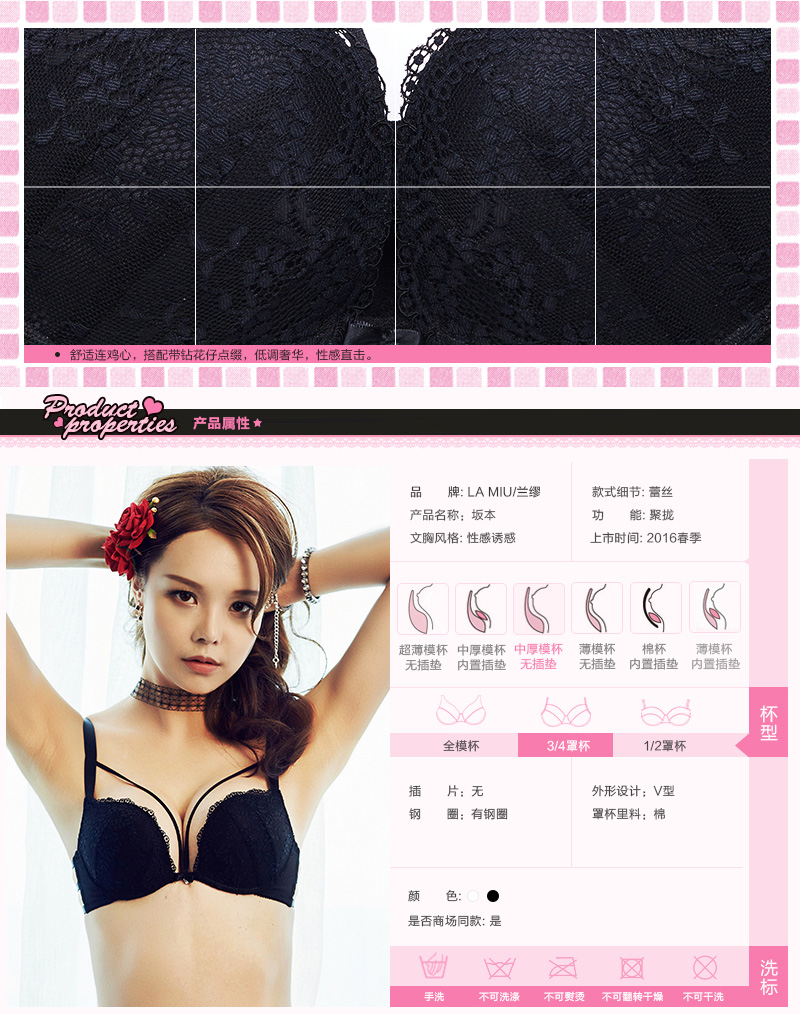 舒适连鸡心，搭配带钻花仔点缀，低调奢华，性感直击。
Product
properties 产品属性
品 牌: LA MIU/兰缪
款式细节: 蕾丝
产品名称；坂本
功 能: 聚拢
文胸风格: 性感诱惑
上市时间: 2016春季
超薄模杯
无插垫
中厚模杯
内置插垫
中厚模杯
无插垫
薄模杯
无插垫
棉杯
内置插垫
薄模杯
内置插垫
杯型
全模杯
3/4罩杯
1/2罩杯
插 片；无
外形设计；V型
钢 圈；有钢圈
罩杯里料；棉
颜 色:
是否商场同款: 是
洗标
手洗
不可洗涤
不可熨烫
不可翻转干燥
不可干洗